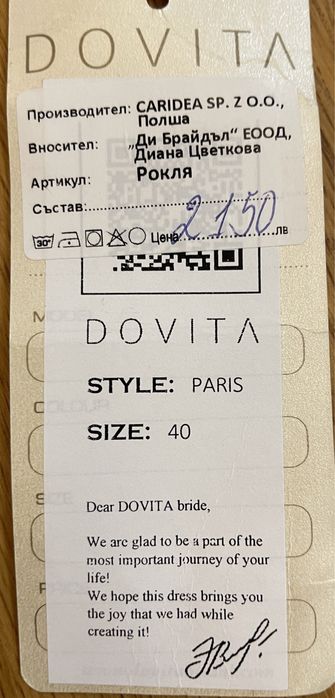 DOVITA
Производител: CARIDEA SP. Z O.O.,
Полша
Вносител: „Ди Брайдъл“ ЕООД,
Диана Цветкова
Артикул: Рокля
Състав:
30° Цена 2150 лв
DOVITA
STYLE: PARIS
SIZE: 40
Dear DOVITA bride,
We are glad to be a part of the
most important journey of your
life!
We hope this dress brings you
the joy that we had while
creating it!